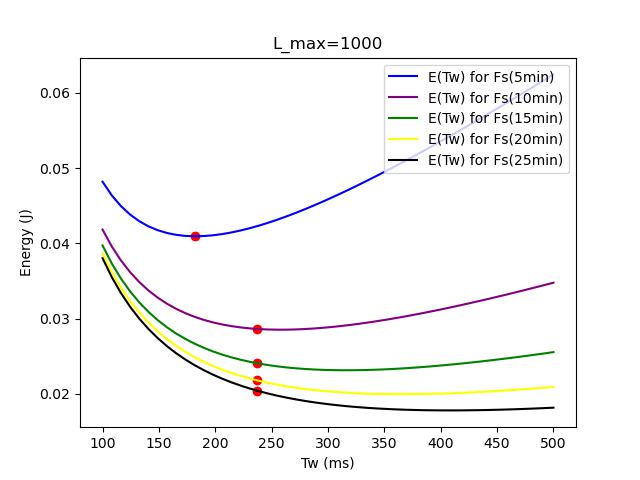 L_max=1000
E(Tw) for Fs(5min)
E(Tw) for Fs(10min)
E(Tw) for Fs(15min)
E(Tw) for Fs(20min)
E(Tw) for Fs(25min)
Energy (J)
0.06
0.05
0.04
0.03
0.02
100 150 200 250 300 350 400 450 500
Tw (ms)